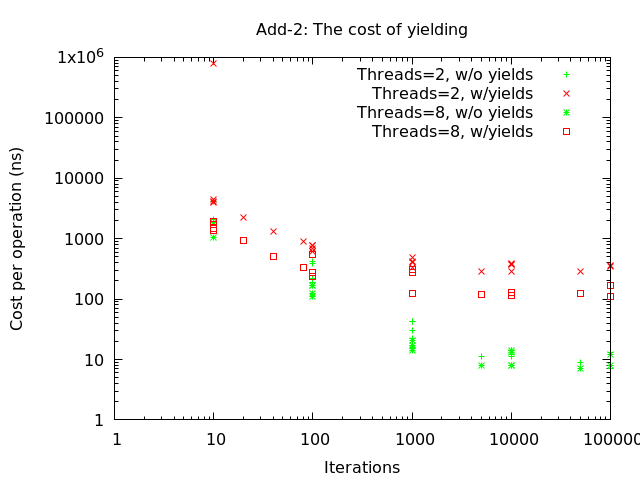 Add-2: The cost of yielding
1x10^6
100000
10000
1000
100
10
1
Cost per operation (ns)
Threads=2, w/o yields
Threads=2, w/yields
Threads=8, w/o yields
Threads=8, w/yields
1 10 100 1000 10000 100000
Iterations